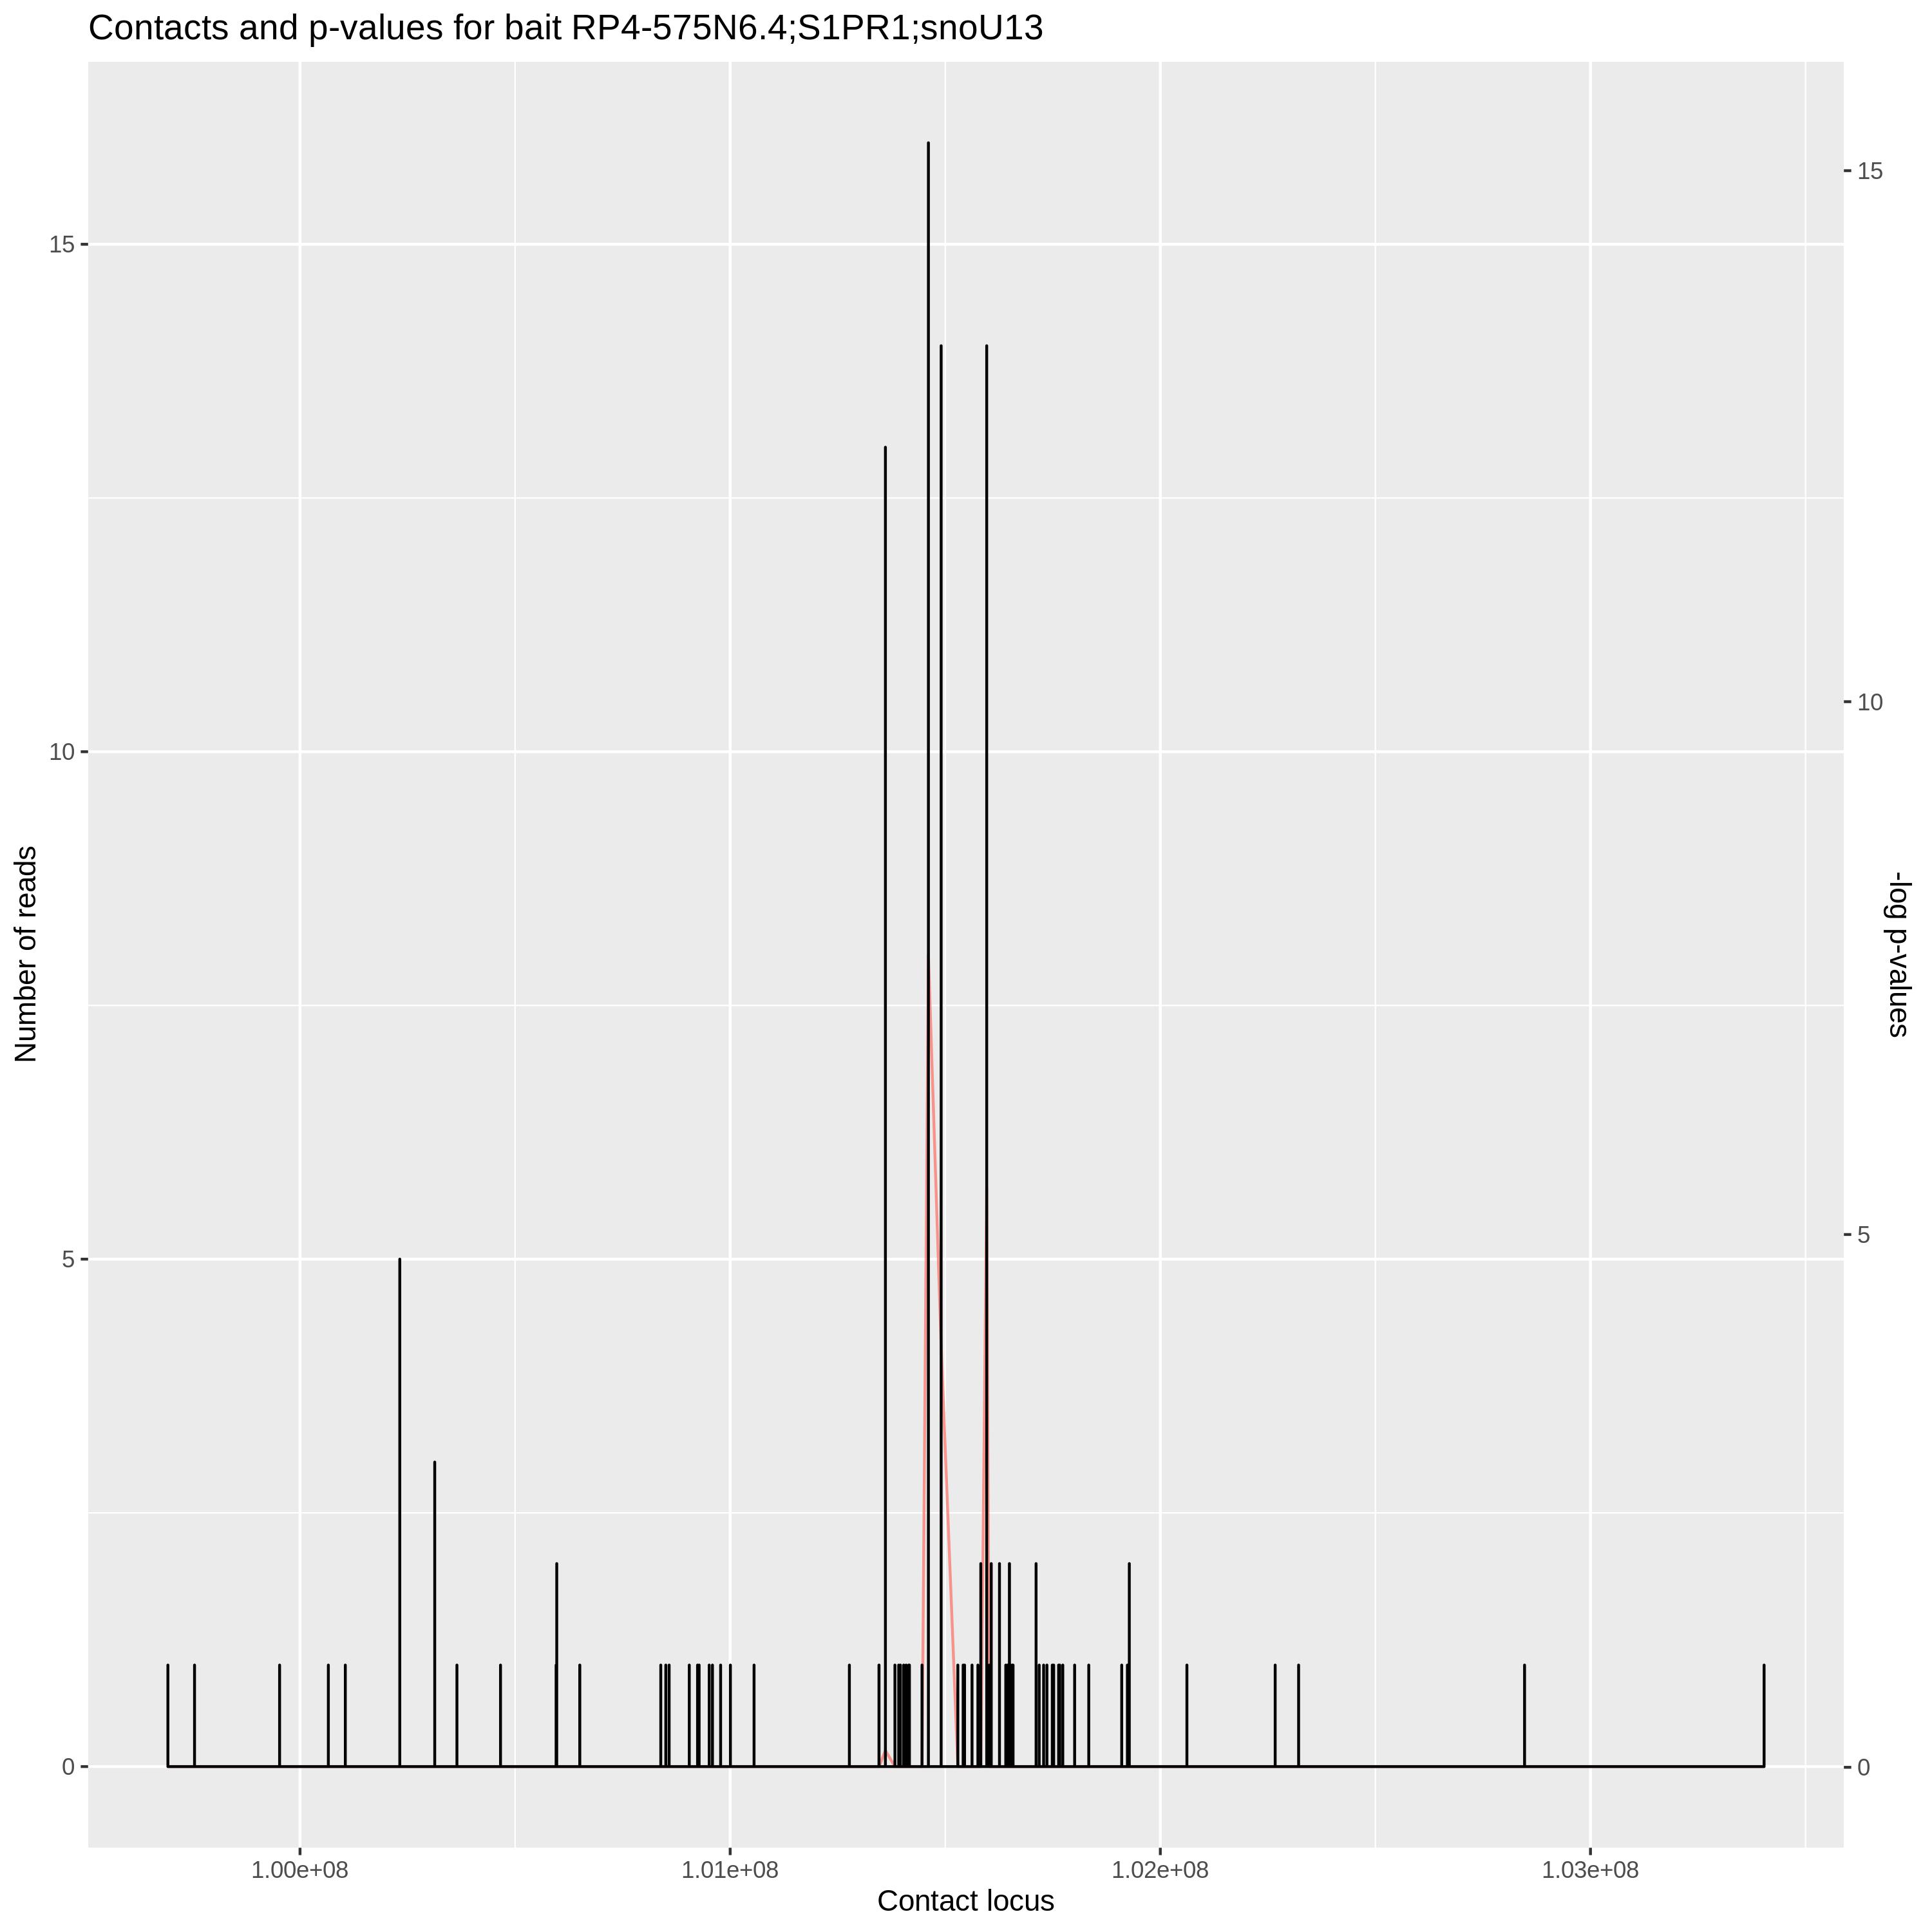 Contacts and p-values for bait RP4-575N6.4;S1PR1;snoU13
15
10
5
0
Number of reads
15
10
5
0
-log p-values
1.00e+08
1.01e+08
1.02e+08
1.03e+08
Contact locus